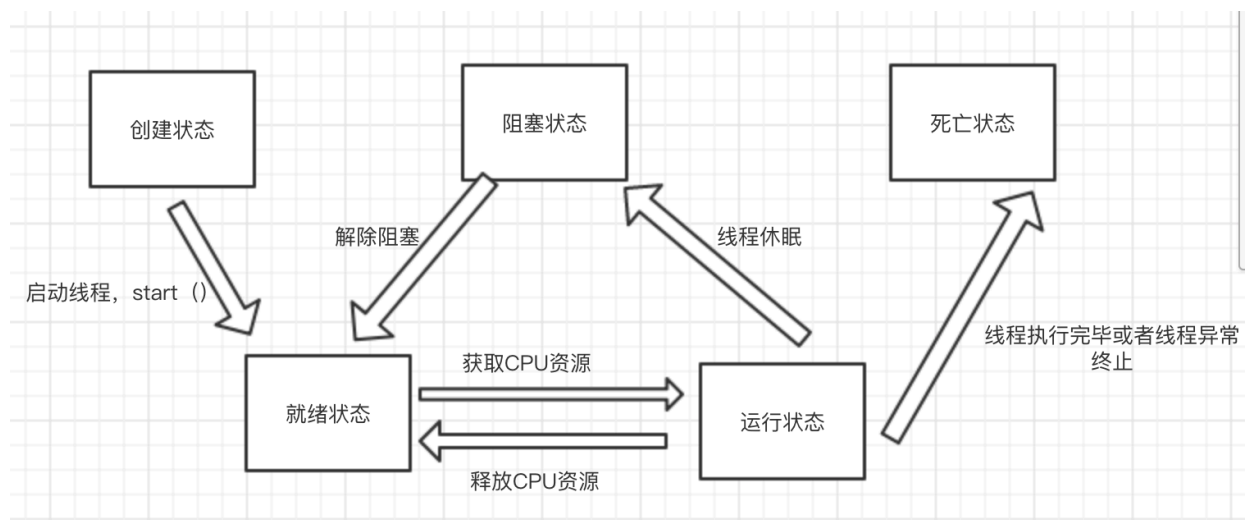 创建状态
阻塞状态
死亡状态
解除阻塞
线程休眠
启动线程，start（）
线程执行完毕或者线程异常
终止
获取CPU资源
就绪状态
运行状态
释放CPU资源